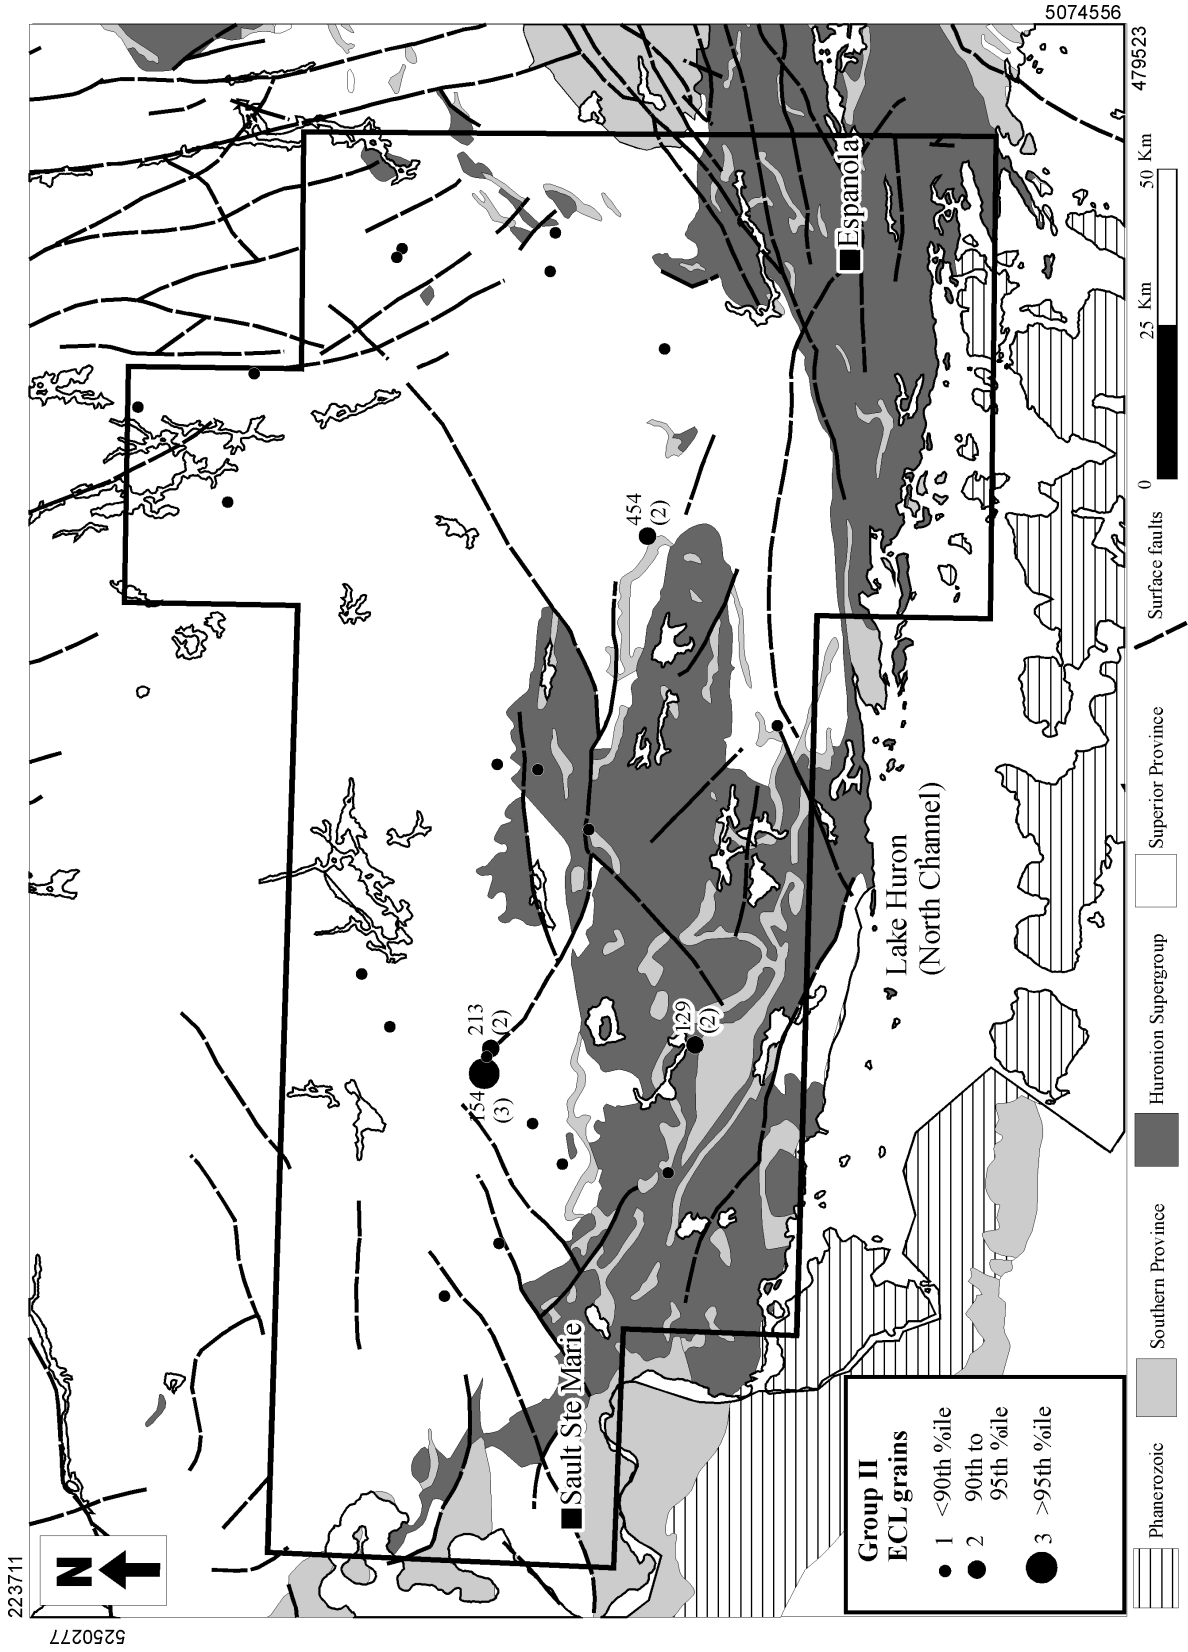 5074556
479523
223711
5250277
N
Espanola
Sault Ste Marie
Lake Huron
(North Channel)
454
(2)
213
(2)
154
(3)
129
(2)
Group II
ECL grains
1 <90th %ile
2 90th to
95th %ile
3 >95th %ile
0 25 Km 50 Km
Phanerozoic
Southern Province
Huronion Supergroup
Superior Province
Surface faults